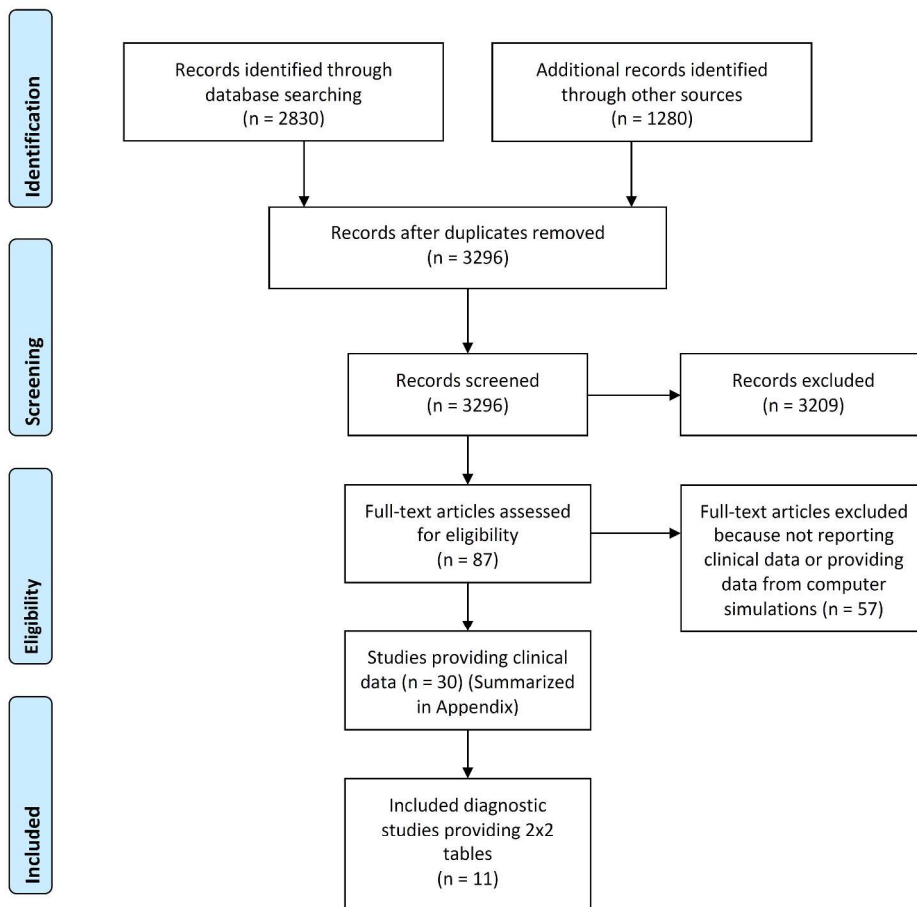 Identification
Records identified through
database searching
(n = 2830)
Additional records identified
through other sources
(n = 1280)
Records after duplicates removed
(n = 3296)
Screening
Records screened
(n = 3296)
Records excluded
(n = 3209)
Eligibility
Full-text articles assessed
for eligibility
(n = 87)
Full-text articles excluded
because not reporting
clinical data or providing
data from computer
simulations (n = 57)
Studies providing clinical
data (n = 30) (Summarized
in Appendix)
Included
Included diagnostic
studies providing 2x2
tables
(n = 11)